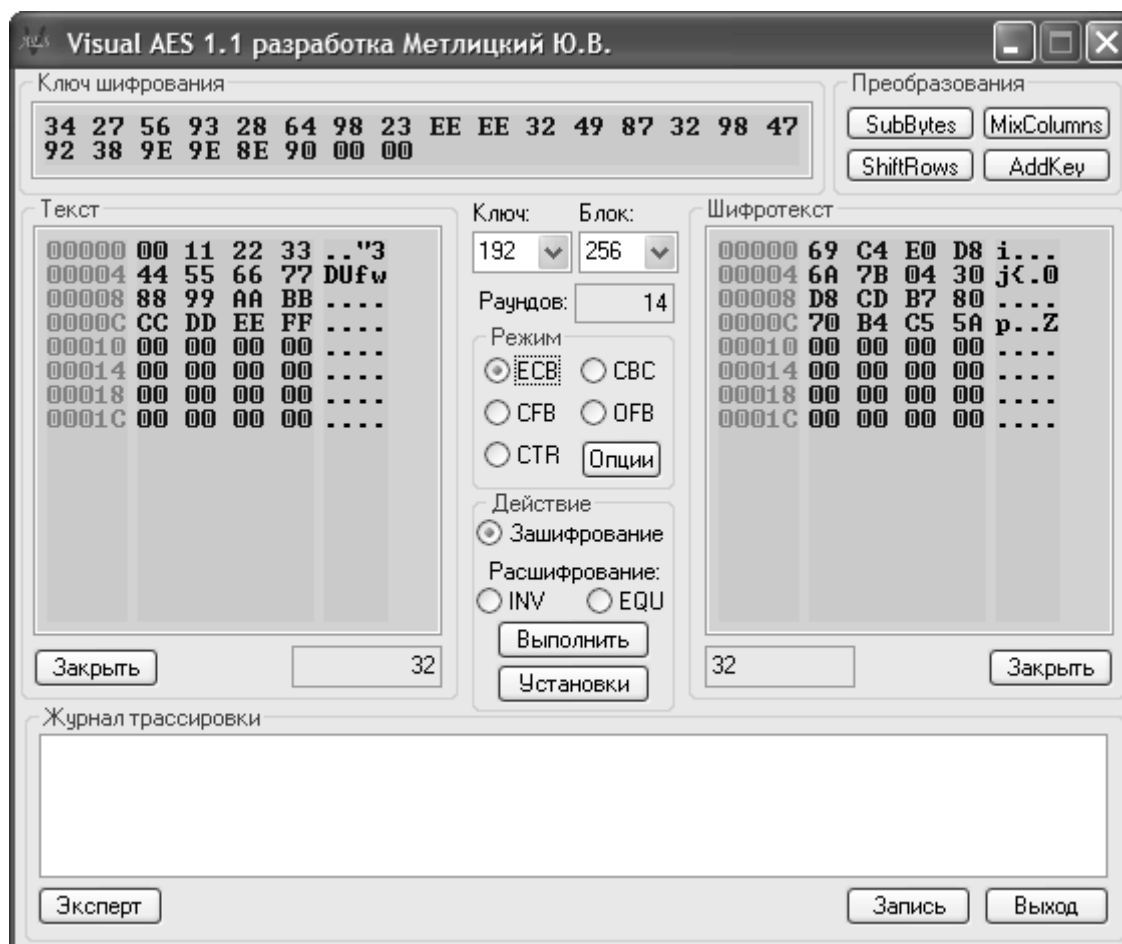 Visual AES 1.1 разработка Метлицкий Ю.В.
Ключ шифрования
34 27 56 93 28 64 98 23 EE EE 32 49 87 32 98 47
92 38 9E 9E 8E 90 00 00
Преобразования
SubBytes MixColumns
ShiftRows AddKey
Текст
00000 00 11 22 33 .."3
00004 44 55 66 77 DUfw
00008 88 99 AA BB ....
0000C CC DD EE FF ....
00010 00 00 00 00 ....
00014 00 00 00 00 ....
00018 00 00 00 00 ....
0001C 00 00 00 00 ....
Закрыть 32
Ключ: Блок:
192 256
Раундов: 14
Режим
ECB CBC
CFB OFB
CTR Опции
Действие
Зашифрование
Расшифрование:
INV EQU
Выполнить
Установки
Шифротекст
00000 69 C4 E0 D8 i...
00004 6A 7B 04 30 j{.0
00008 D8 CD B7 80 ....
0000C 70 B4 C5 5A p..Z
00010 00 00 00 00 ....
00014 00 00 00 00 ....
00018 00 00 00 00 ....
0001C 00 00 00 00 ....
32 Закрыть
Журнал трассировки
Эксперт Запись Выход